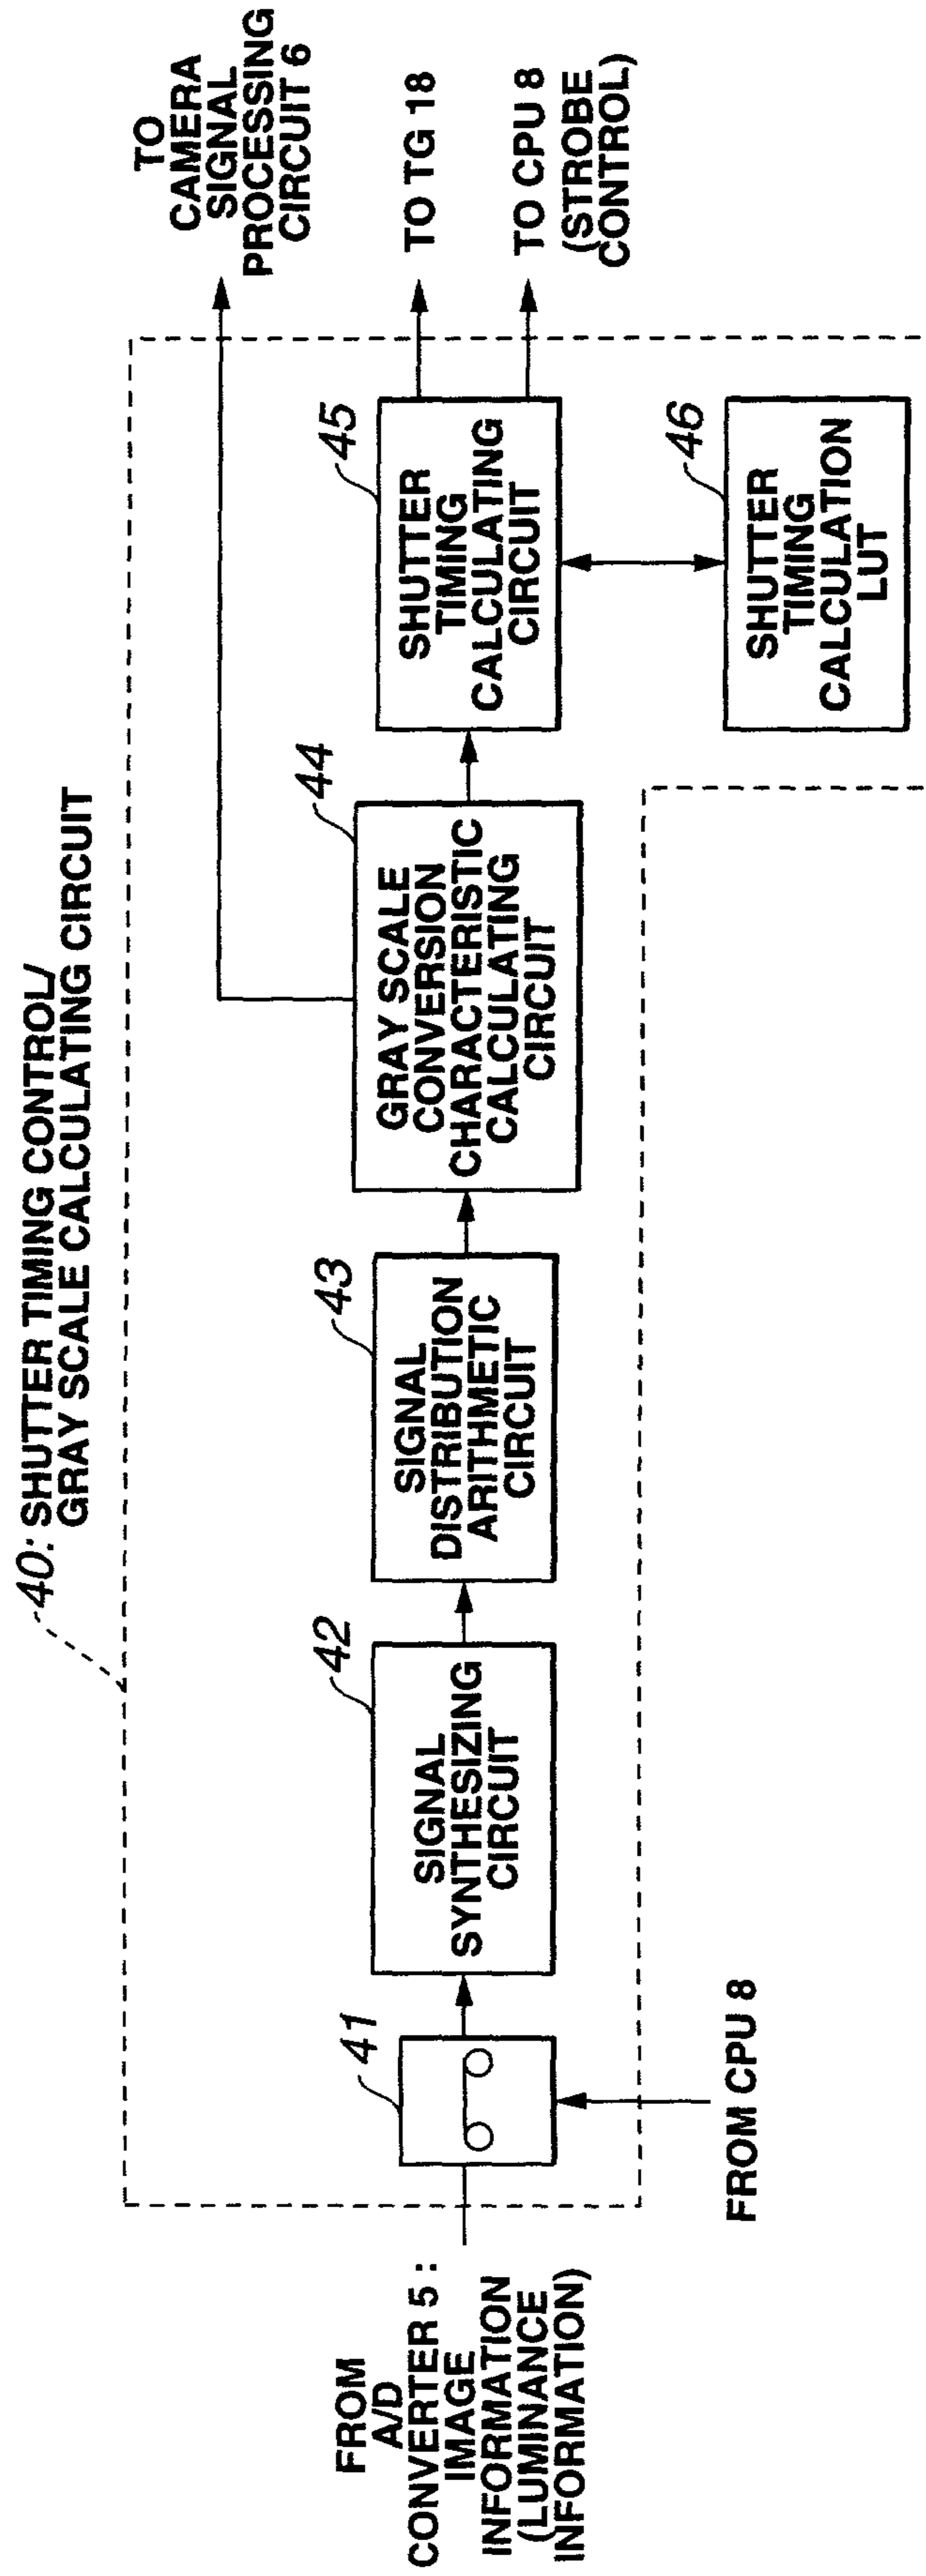 40: SHUTTER TIMING CONTROL/
GRAY SCALE CALCULATING CIRCUIT
FROM
A/D
CONVERTER 5 :
IMAGE
INFORMATION
(LUMINANCE
INFORMATION)
41
FROM CPU 8
42
SIGNAL
SYNTHESIZING
CIRCUIT
43
SIGNAL
DISTRIBUTION
ARITHMETIC
CIRCUIT
44
GRAY SCALE
CONVERSION
CHARACTERISTIC
CALCULATING
CIRCUIT
45
SHUTTER
TIMING
CALCULATING
CIRCUIT
46
SHUTTER
TIMING
CALCULATION
LUT
TO
CAMERA
SIGNAL
PROCESSING
CIRCUIT 6
TO TG 18
TO CPU 8
(STROBE
CONTROL)